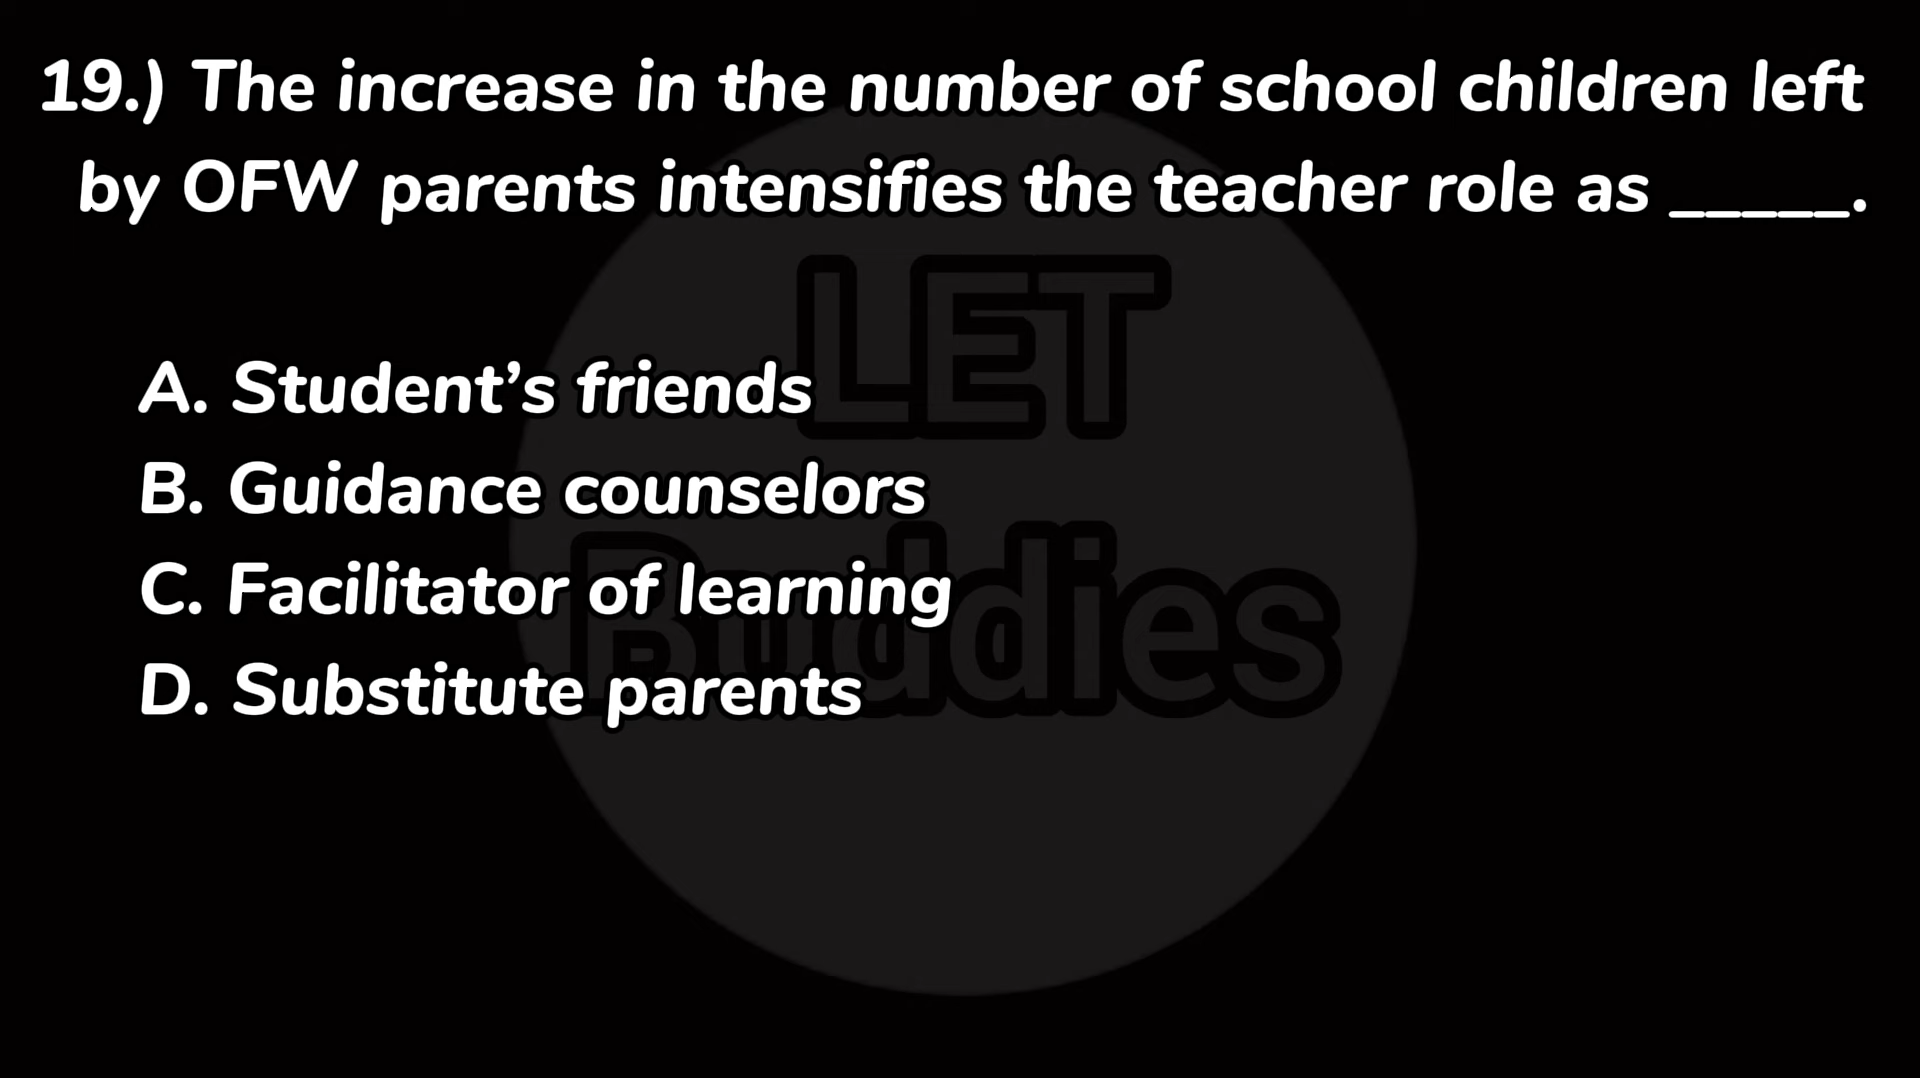 19.) The increase in the number of school children left
by OFW parents intensifies the teacher role as _____.
LET
A. Student’s friends
B. Guidance counselors
Buddies
C. Facilitator of learning
D. Substitute parents